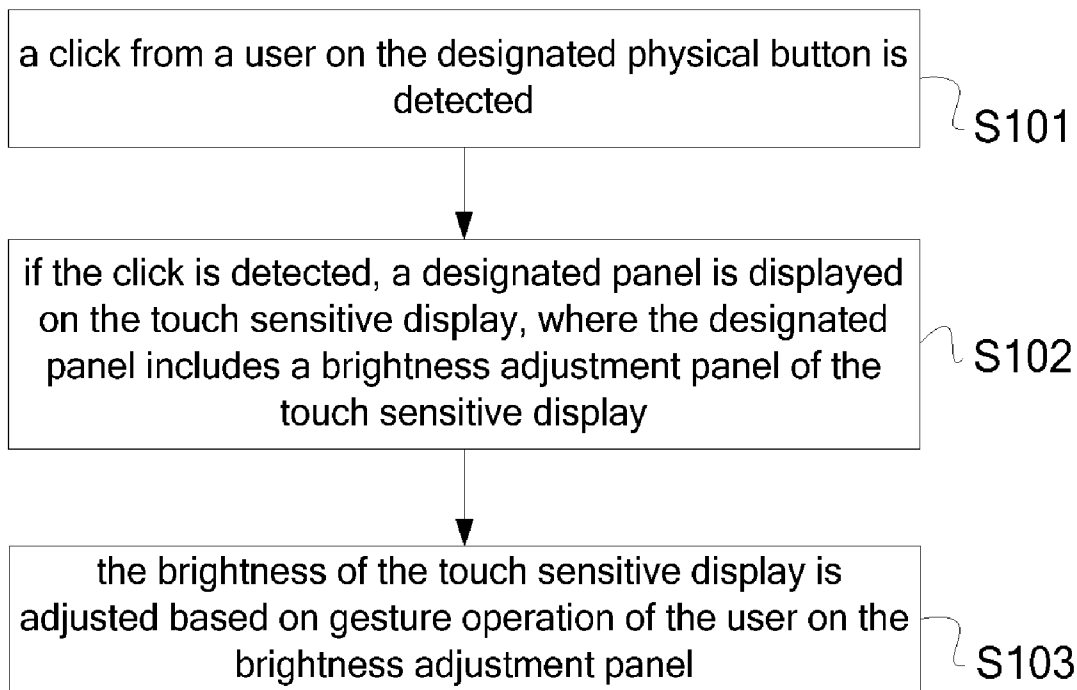 a click from a user on the designated physical button is
detected
S101
if the click is detected, a designated panel is displayed
on the touch sensitive display, where the designated
panel includes a brightness adjustment panel of the
touch sensitive display
S102
the brightness of the touch sensitive display is
adjusted based on gesture operation of the user on the
brightness adjustment panel
S103